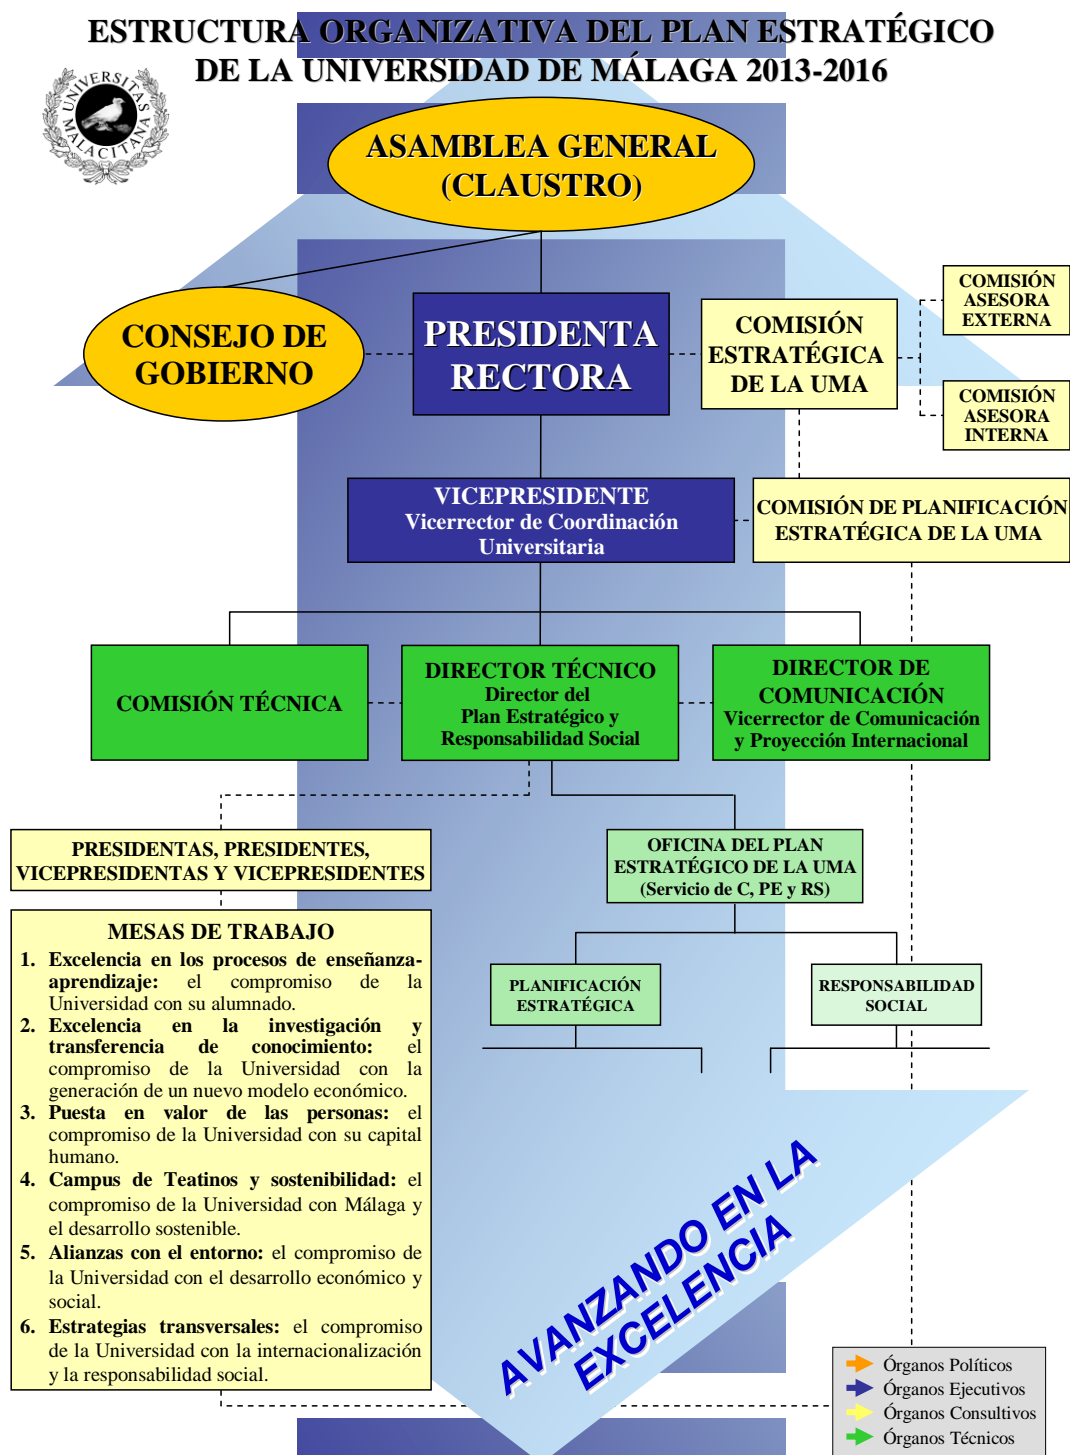 ESTRUCTURA ORGANIZATIVA DEL PLAN ESTRATÉGICO
DE LA UNIVERSIDAD DE MÁLAGA 2013-2016
UNIVERSITAS
MALACITANA
ASAMBLEA GENERAL
(CLAUSTRO)
CONSEJO DE
GOBIERNO
PRESIDENTA
RECTORA
COMISIÓN
ESTRATÉGICA
DE LA UMA
COMISIÓN
ASESORA
EXTERNA
COMISIÓN
ASESORA
INTERNA
VICEPRESIDENTE
Vicerrector de Coordinación
Universitaria
COMISIÓN DE PLANIFICACIÓN
ESTRATÉGICA DE LA UMA
COMISIÓN TÉCNICA
DIRECTOR TÉCNICO
Director del
Plan Estratégico y
Responsabilidad Social
DIRECTOR DE
COMUNICACIÓN
Vicerrector de Comunicación
y Proyección Internacional
PRESIDENTAS, PRESIDENTES,
VICEPRESIDENTAS Y VICEPRESIDENTES
OFICINA DEL PLAN
ESTRATÉGICO DE LA UMA
(Servicio de C, PE y RS)
PLANIFICACIÓN
ESTRATÉGICA
RESPONSABILIDAD
SOCIAL
MESAS DE TRABAJO
1. Excelencia en los procesos de enseñanza-
aprendizaje: el compromiso de la
Universidad con su alumnado.
2. Excelencia en la investigación y
transferencia de conocimiento: el
compromiso de la Universidad con la
generación de un nuevo modelo económico.
3. Puesta en valor de las personas: el
compromiso de la Universidad con su capital
humano.
4. Campus de Teatinos y sostenibilidad: el
compromiso de la Universidad con Málaga y
el desarrollo sostenible.
5. Alianzas con el entorno: el compromiso de
la Universidad con el desarrollo económico y
social.
6. Estrategias transversales: el compromiso
de la Universidad con la internacionalización
y la responsabilidad social.
AVANZANDO EN LA
EXCELENCIA
Órganos Políticos
Órganos Ejecutivos
Órganos Consultivos
Órganos Técnicos